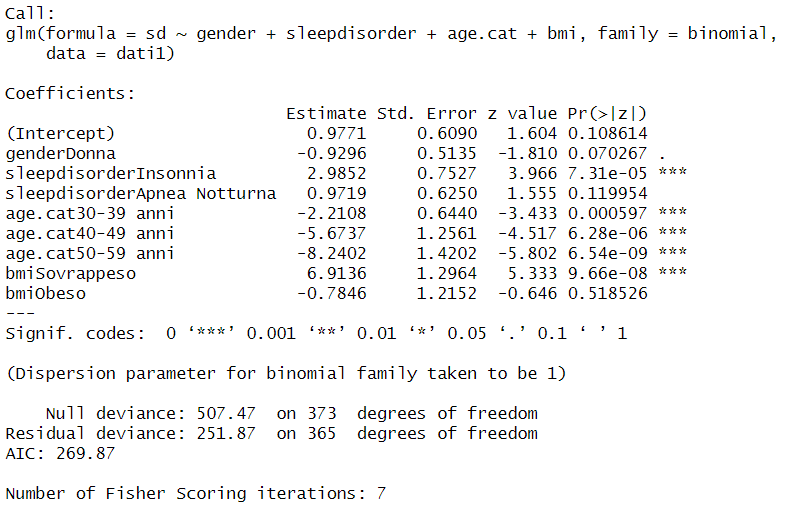 Call:
glm(formula = sd ~ gender + sleepdisorder + age.cat + bmi, family = binomial,
    data = dati1)

Coefficients:
                            Estimate Std. Error z value Pr(>|z|)
(Intercept)                   0.9771     0.6090   1.604 0.108614
genderDonna                  -0.9296     0.5135  -1.810 0.070267 .
sleepdisorderInsonnia         2.9852     0.7527   3.966 7.31e-05 ***
sleepdisorderApnea Notturna   0.9719     0.6250   1.555 0.119954
age.cat30-39 anni            -2.2108     0.6440  -3.433 0.000597 ***
age.cat40-49 anni            -5.6737     1.2561  -4.517 6.28e-06 ***
age.cat50-59 anni            -8.2402     1.4202  -5.802 6.54e-09 ***
bmiSovrappeso                 6.9136     1.2964   5.333 9.66e-08 ***
bmiObeso                     -0.7846     1.2152  -0.646 0.518526
---
Signif. codes:  0 ‘***’ 0.001 ‘**’ 0.01 ‘*’ 0.05 ‘.’ 0.1 ‘ ’ 1

(Dispersion parameter for binomial family taken to be 1)

    Null deviance: 507.47  on 373  degrees of freedom
Residual deviance: 251.87  on 365  degrees of freedom
AIC: 269.87

Number of Fisher Scoring iterations: 7